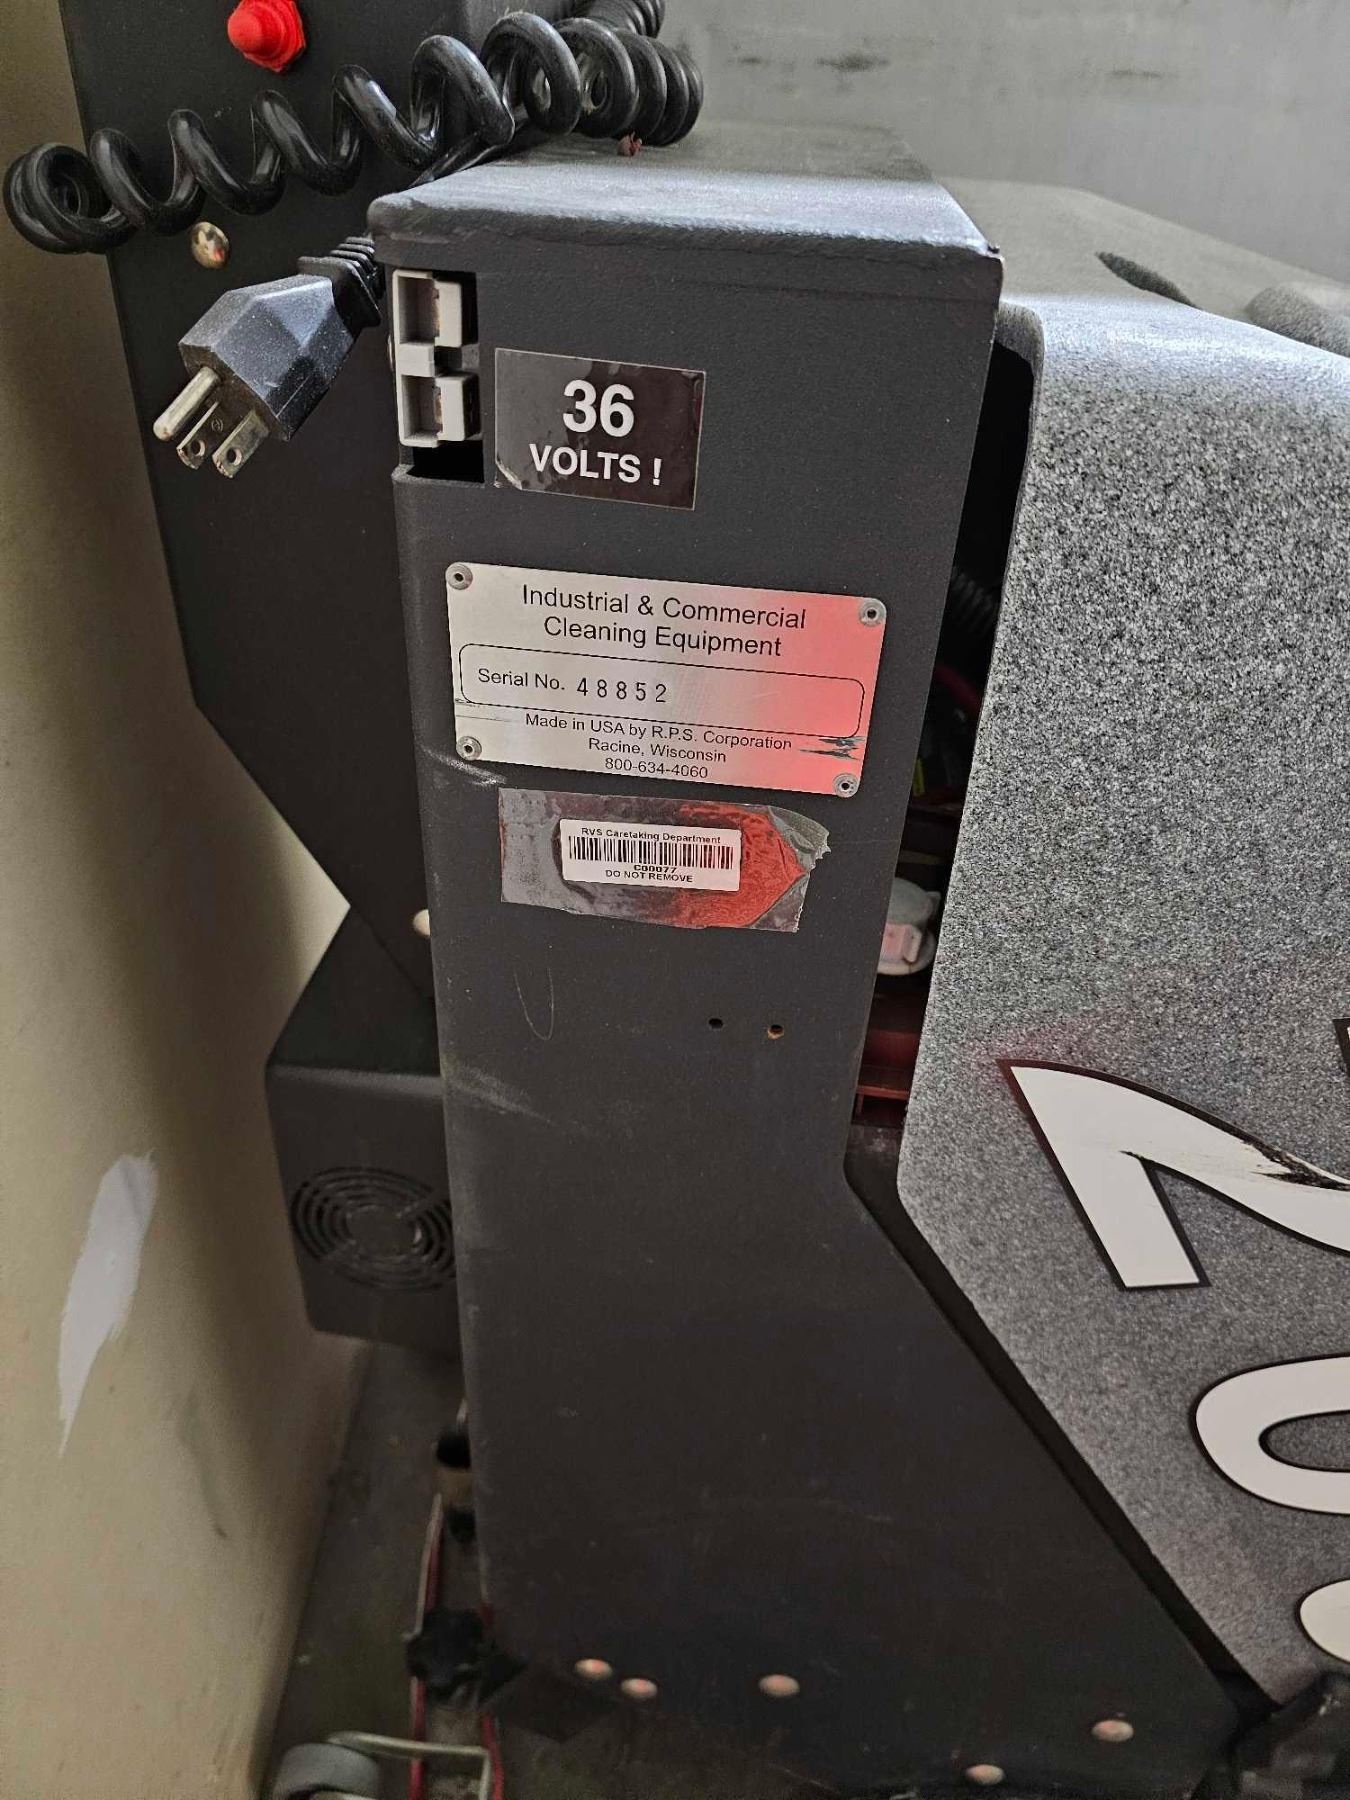 36
VOLTS !
Industrial & Commercial
Cleaning Equipment
Serial No. 48852
Made in USA by R.P.S. Corporation
Racine, Wisconsin
800-634-4060
RVS Caretaking Department
C00077
DO NOT REMOVE